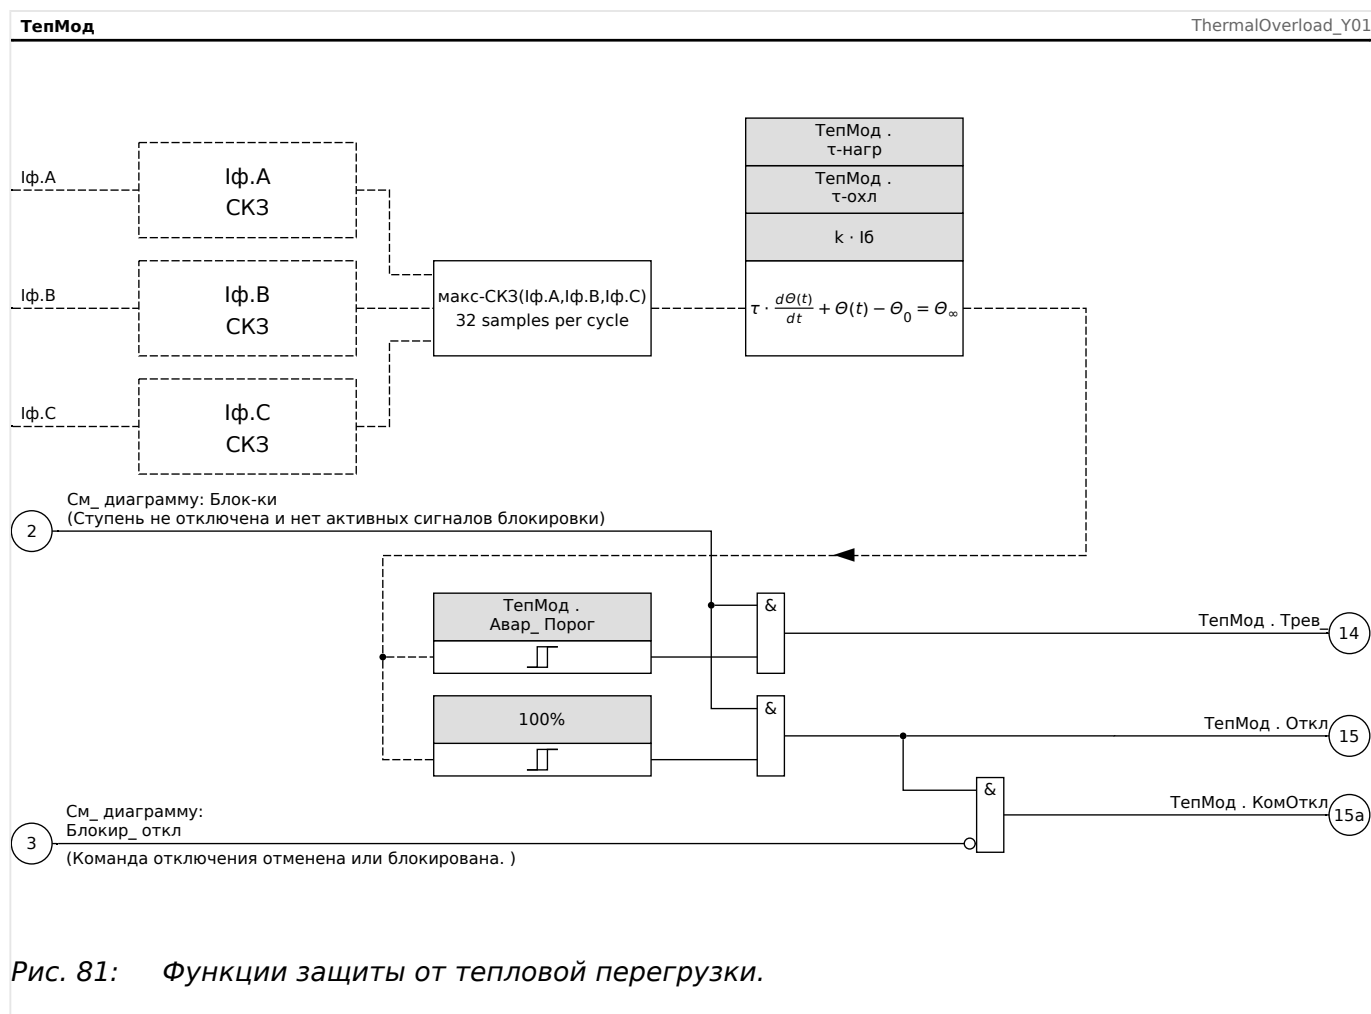 ТепМод
ThermalOverload_Y01
ТепМод .
τ-нагр
ТепМод .
τ-охл
k · Iб
Iф.A
Iф.A
СКЗ
Iф.B
Iф.B
СКЗ
макс-СКЗ(Iф.A,Iф.B,Iф.C)
32 samples per cycle
τ · dΘ(t)/dt + Θ(t) − Θ₀ = Θ∞
Iф.C
Iф.C
СКЗ
См_ диаграмму: Блок-ки
2
(Ступень не отключена и нет активных сигналов блокировки)
ТепМод .
Авар_ Порог
&
ТепМод . Трев_
14
100%
&
ТепМод . Откл
15
См_ диаграмму:
Блокир_ откл
3
(Команда отключения отменена или блокирована. )
&
ТепМод . КомОткл
15a
Рис. 81: Функции защиты от тепловой перегрузки.